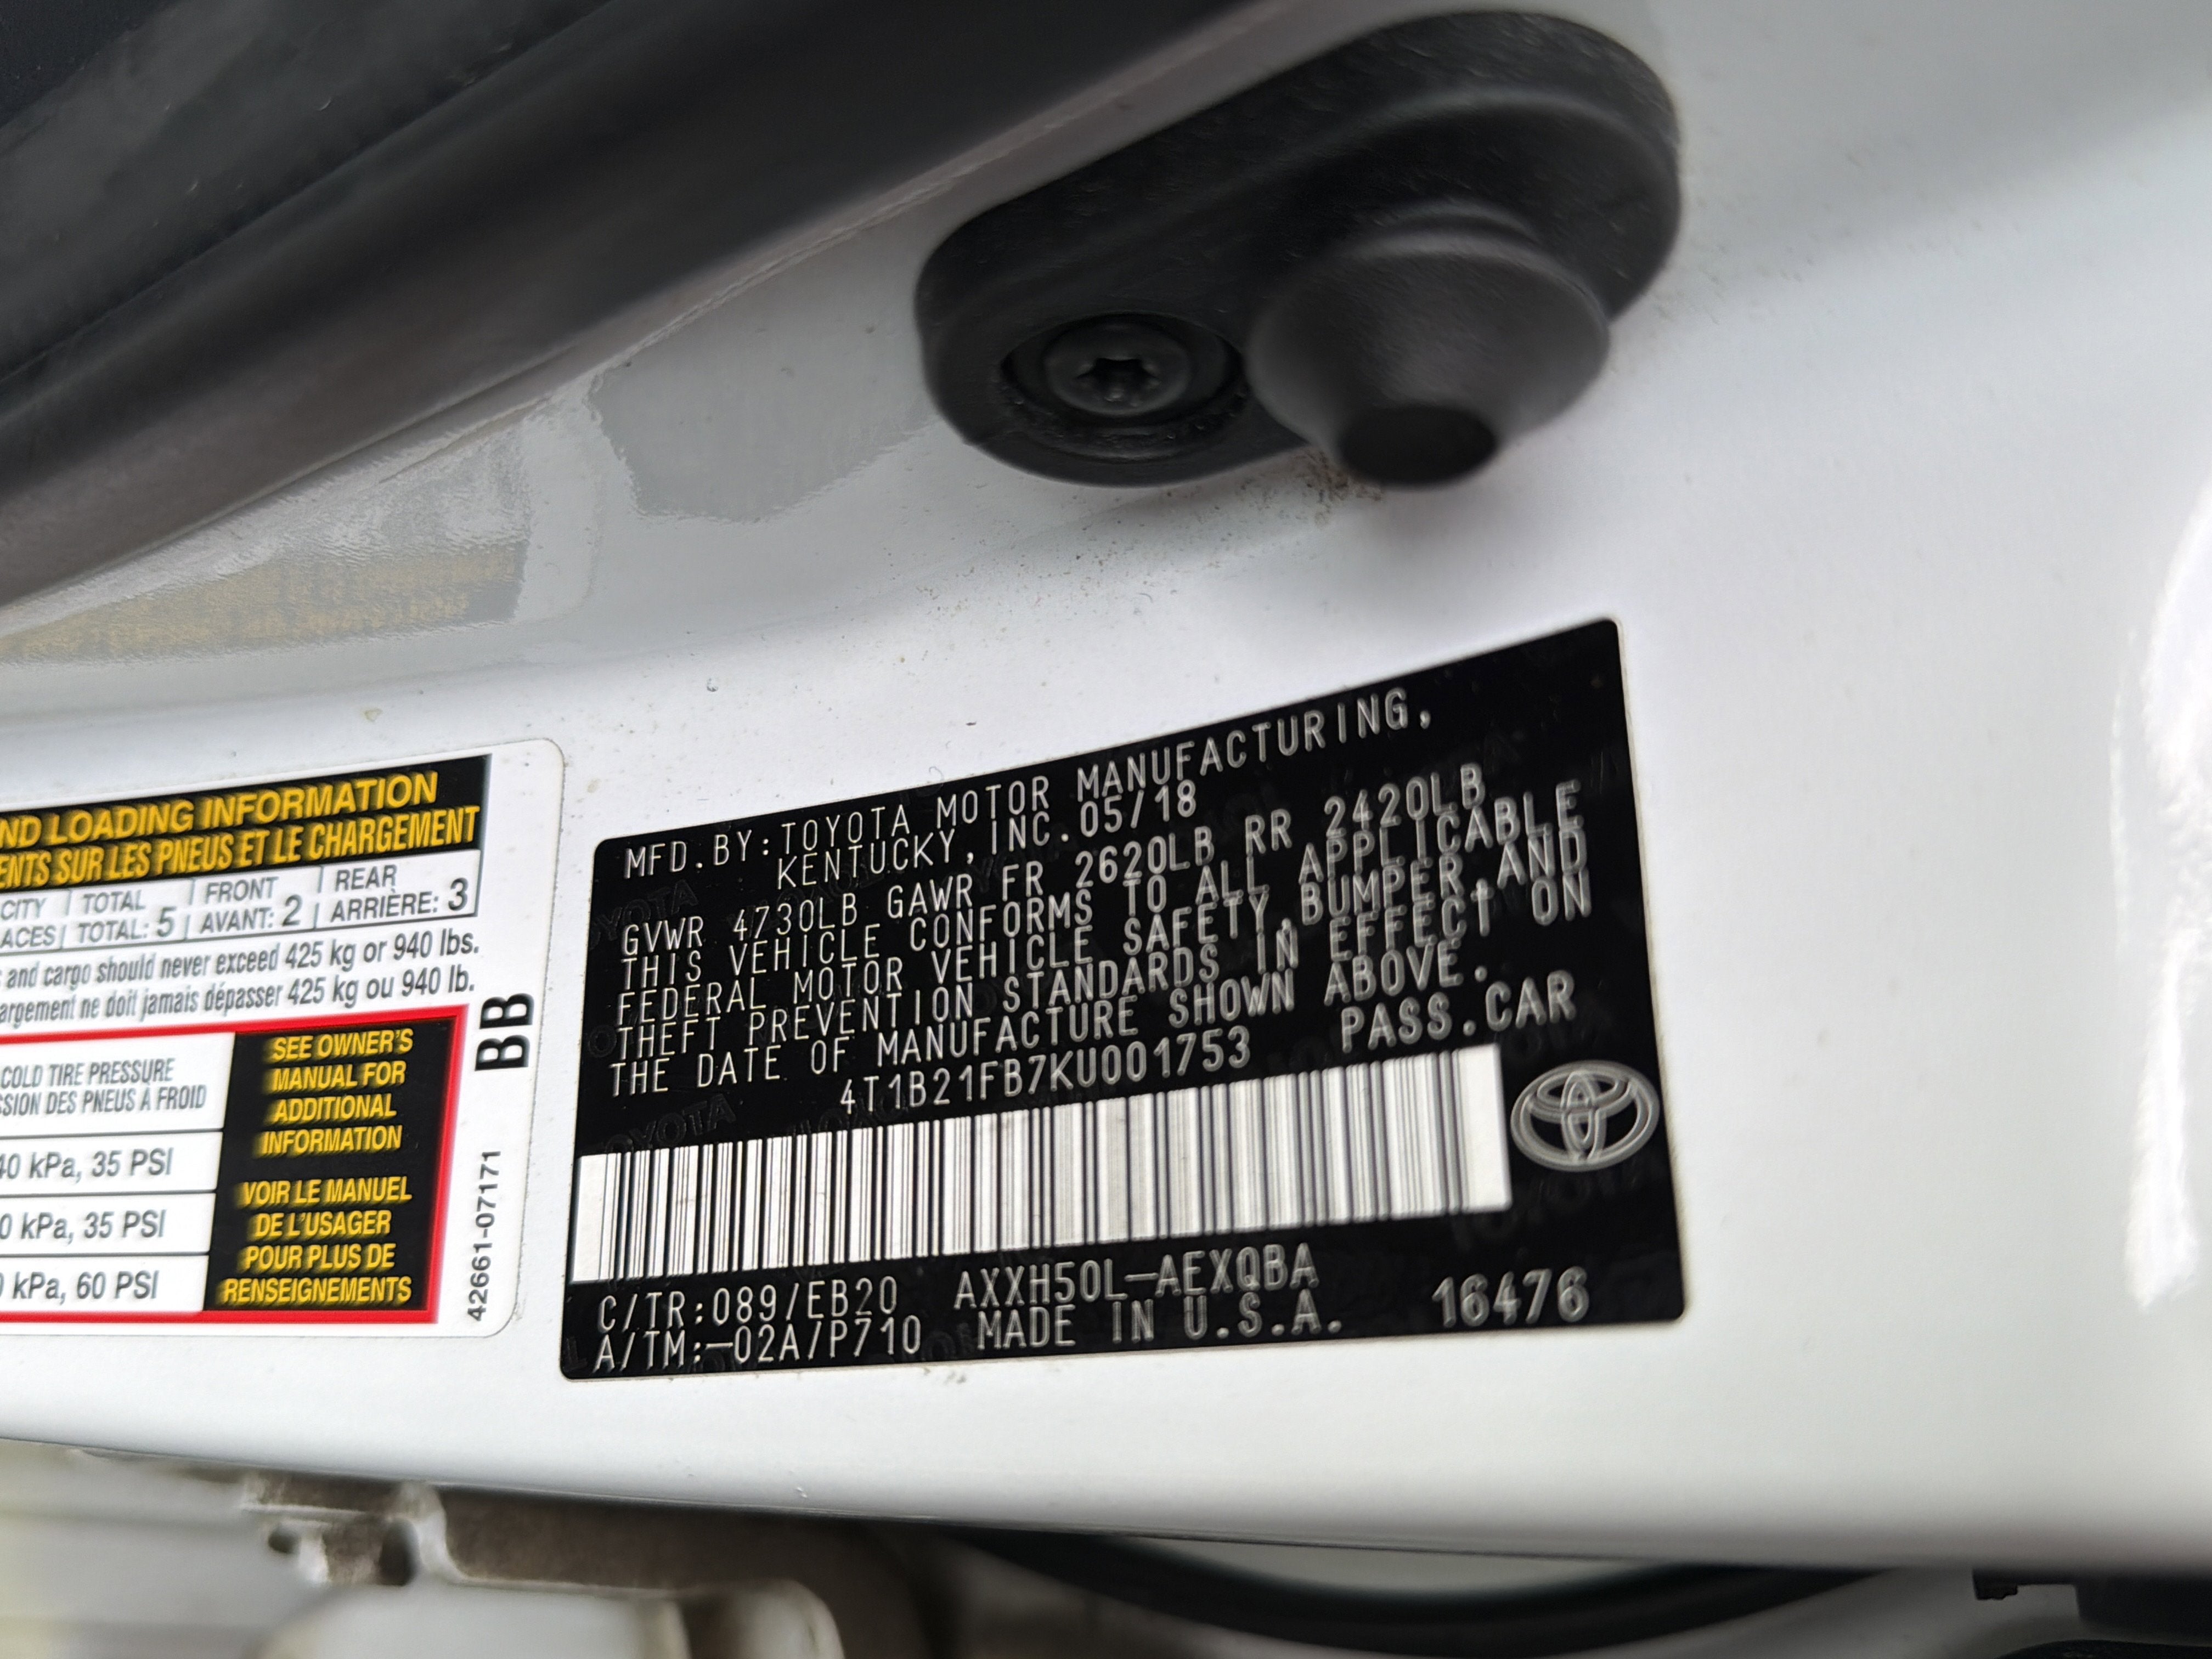 ND LOADING INFORMATION
ENTS SUR LES PNEUS ET LE CHARGEMENT
CITY TOTAL FRONT REAR
ACES TOTAL: 5 AVANT: 2 ARRIÈRE: 3
and cargo should never exceed 425 kg or 940 lbs.
argement ne doit jamais dépasser 425 kg ou 940 lb.
COLD TIRE PRESSURE
SSION DES PNEUS A FROID
40 kPa, 35 PSI
0 kPa, 35 PSI
0 kPa, 60 PSI
SEE OWNER'S
MANUAL FOR
ADDITIONAL
INFORMATION
VOIR LE MANUEL
DE L'USAGER
POUR PLUS DE
RENSEIGNEMENTS
BB
42661-07171
MFD.BY:TOYOTA MOTOR MANUFACTURING,
KENTUCKY, INC. 05/18
GVWR 4730LB GAWR FR 2620LB RR 2420LB
THIS VEHICLE CONFORMS TO ALL APPLICABLE
FEDERAL MOTOR VEHICLE SAFETY, BUMPER, AND
THEFT PREVENTION STANDARDS IN EFFECT ON
THE DATE OF MANUFACTURE SHOWN ABOVE.
4T1B21FB7KU001753 PASS.CAR
C/TR:089/EB20 AXXH50L-AEXQBA
A/TM:-02A/P710 MADE IN U.S.A. 16476